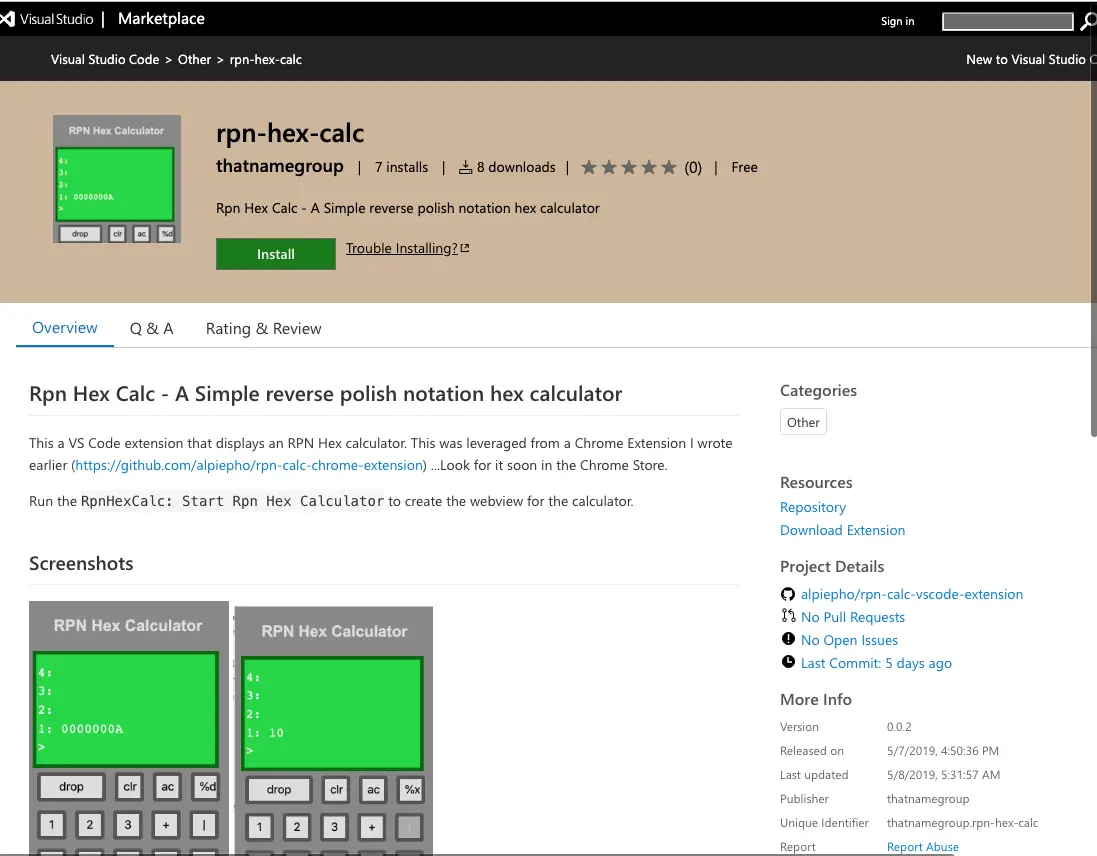 Visual Studio | Marketplace
Sign in
Visual Studio Code > Other > rpn-hex-calc
New to Visual Studio C
RPN Hex Calculator
4:
3:
2:
1: 0000000A
>
drop clr ac %d
rpn-hex-calc
thatnamegroup | 7 installs | 8 downloads | (0) | Free
Rpn Hex Calc - A Simple reverse polish notation hex calculator
Install Trouble Installing?
Overview Q & A Rating & Review
Rpn Hex Calc - A Simple reverse polish notation hex calculator
This a VS Code extension that displays an RPN Hex calculator. This was leveraged from a Chrome Extension I wrote
earlier (https://github.com/alpiepho/rpn-calc-chrome-extension) ...Look for it soon in the Chrome Store.
Run the RpnHexCalc: Start Rpn Hex Calculator to create the webview for the calculator.
Screenshots
RPN Hex Calculator
4:
3:
2:
1: 0000000A
>
drop clr ac %d
1 2 3 + |
RPN Hex Calculator
4:
3:
2:
1: 10
>
drop clr ac %x
1 2 3 +
Categories
Other
Resources
Repository
Download Extension
Project Details
alpiepho/rpn-calc-vscode-extension
No Pull Requests
No Open Issues
Last Commit: 5 days ago
More Info
Version 0.0.2
Released on 5/7/2019, 4:50:36 PM
Last updated 5/8/2019, 5:31:57 AM
Publisher thatnamegroup
Unique Identifier thatnamegroup.rpn-hex-calc
Report Report Abuse